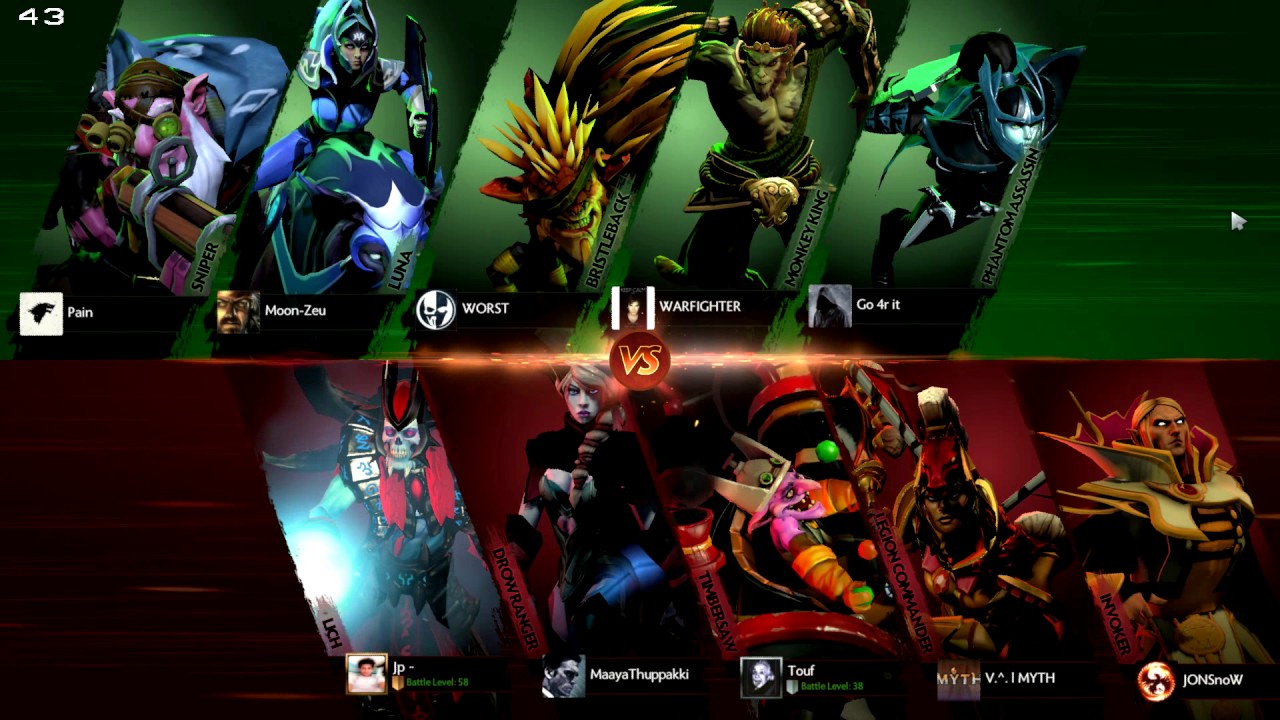 43
SNIPER
LUNA
BRISTLEBACK
MONKEY KING
PHANTOM ASSASSIN
Pain
Moon-Zeu
WORST
WARFIGHTER
Go 4r it
VS
LICH
DROW RANGER
TIMBERSAW
LEGION COMMANDER
INVOKER
Jp -
Battle Level: 58
MaayaThuppakki
Touf
Battle Level: 38
MYTH
V.^. l MYTH
JONSnoW